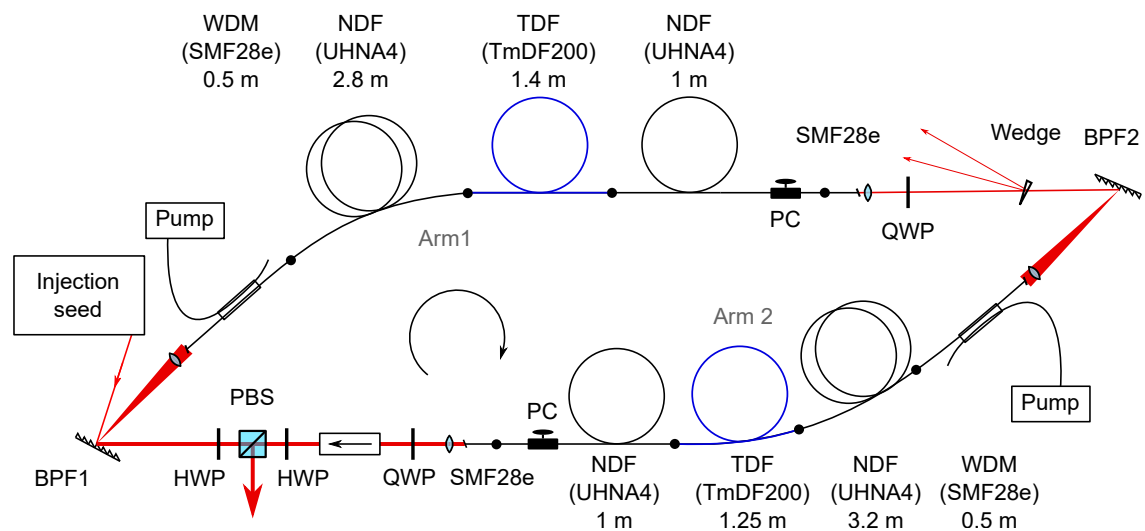 WDM
(SMF28e)
0.5 m
NDF
(UHNA4)
2.8 m
TDF
(TmDF200)
1.4 m
NDF
(UHNA4)
1 m
SMF28e
Wedge
BPF2
Pump
Arm1
PC
QWP
Injection
seed
Arm 2
PBS
PC
Pump
BPF1
HWP
HWP
QWP
SMF28e
NDF
(UHNA4)
1 m
TDF
(TmDF200)
1.25 m
NDF
(UHNA4)
3.2 m
WDM
(SMF28e)
0.5 m